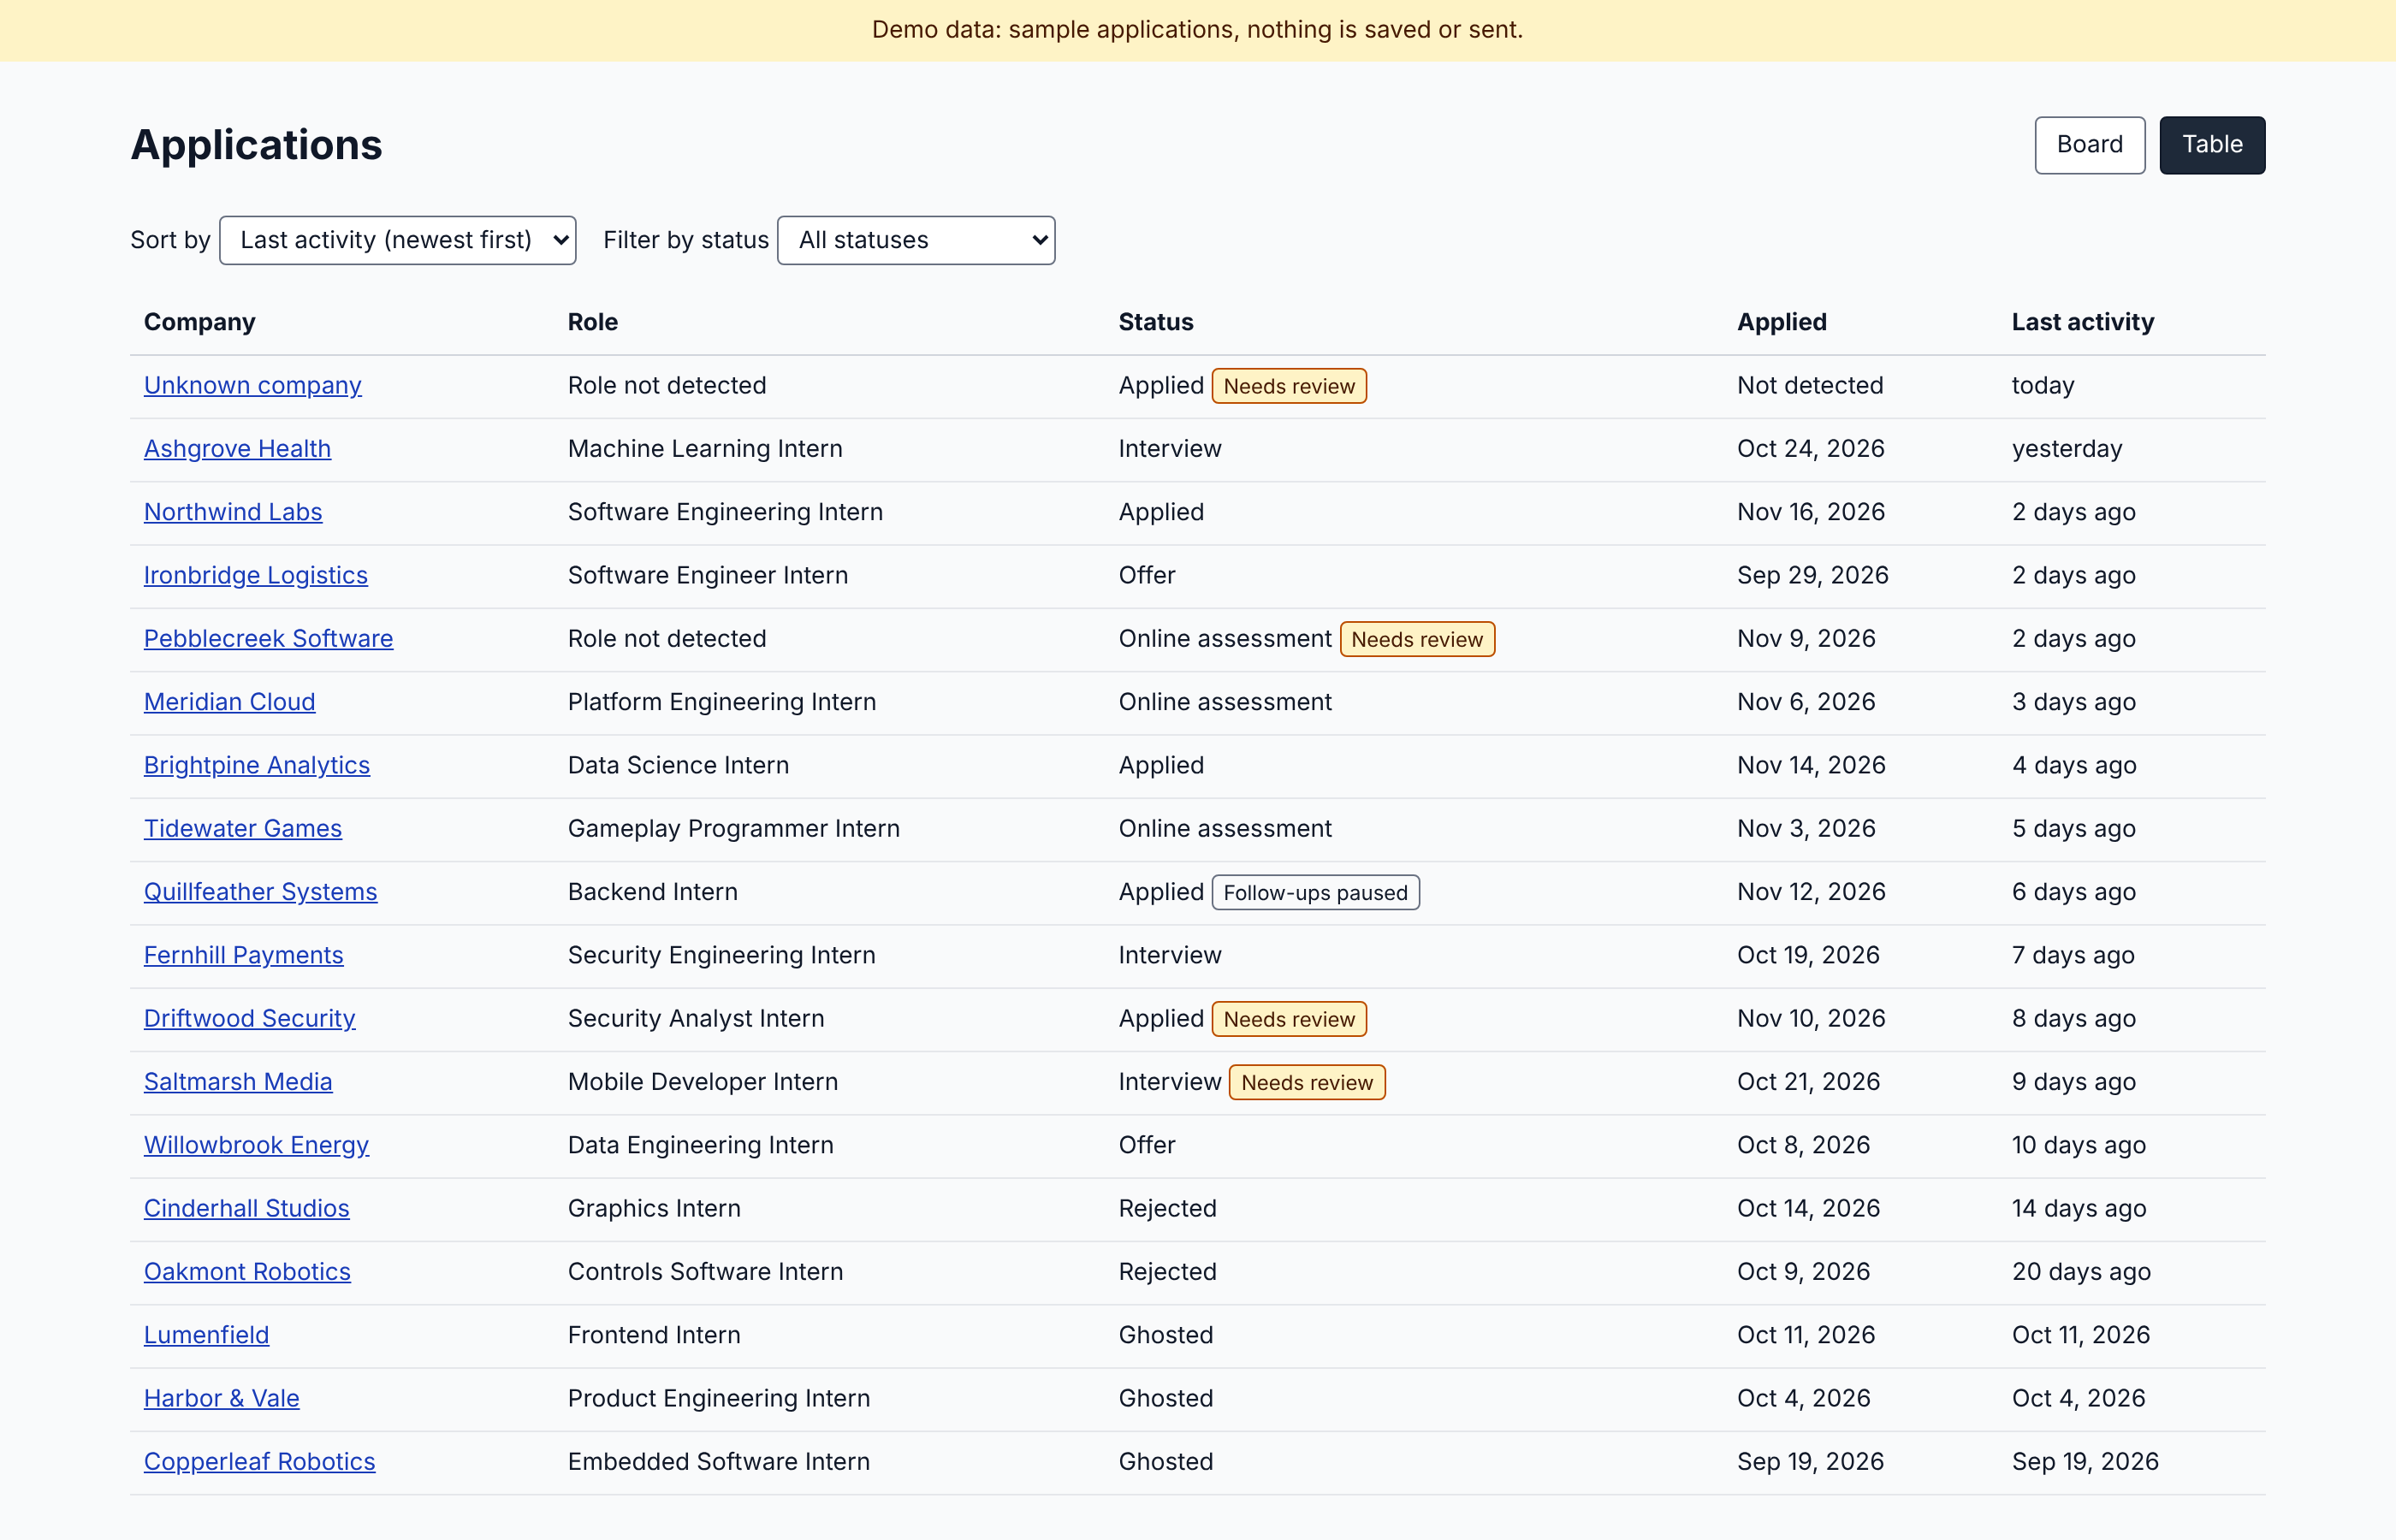 Demo data: sample applications, nothing is saved or sent.
Applications
Board Table
Sort by Last activity (newest first) Filter by status All statuses
Company Role Status Applied Last activity
Unknown company Role not detected Applied Needs review Not detected today
Ashgrove Health Machine Learning Intern Interview Oct 24, 2026 yesterday
Northwind Labs Software Engineering Intern Applied Nov 16, 2026 2 days ago
Ironbridge Logistics Software Engineer Intern Offer Sep 29, 2026 2 days ago
Pebblecreek Software Role not detected Online assessment Needs review Nov 9, 2026 2 days ago
Meridian Cloud Platform Engineering Intern Online assessment Nov 6, 2026 3 days ago
Brightpine Analytics Data Science Intern Applied Nov 14, 2026 4 days ago
Tidewater Games Gameplay Programmer Intern Online assessment Nov 3, 2026 5 days ago
Quillfeather Systems Backend Intern Applied Follow-ups paused Nov 12, 2026 6 days ago
Fernhill Payments Security Engineering Intern Interview Oct 19, 2026 7 days ago
Driftwood Security Security Analyst Intern Applied Needs review Nov 10, 2026 8 days ago
Saltmarsh Media Mobile Developer Intern Interview Needs review Oct 21, 2026 9 days ago
Willowbrook Energy Data Engineering Intern Offer Oct 8, 2026 10 days ago
Cinderhall Studios Graphics Intern Rejected Oct 14, 2026 14 days ago
Oakmont Robotics Controls Software Intern Rejected Oct 9, 2026 20 days ago
Lumenfield Frontend Intern Ghosted Oct 11, 2026 Oct 11, 2026
Harbor & Vale Product Engineering Intern Ghosted Oct 4, 2026 Oct 4, 2026
Copperleaf Robotics Embedded Software Intern Ghosted Sep 19, 2026 Sep 19, 2026